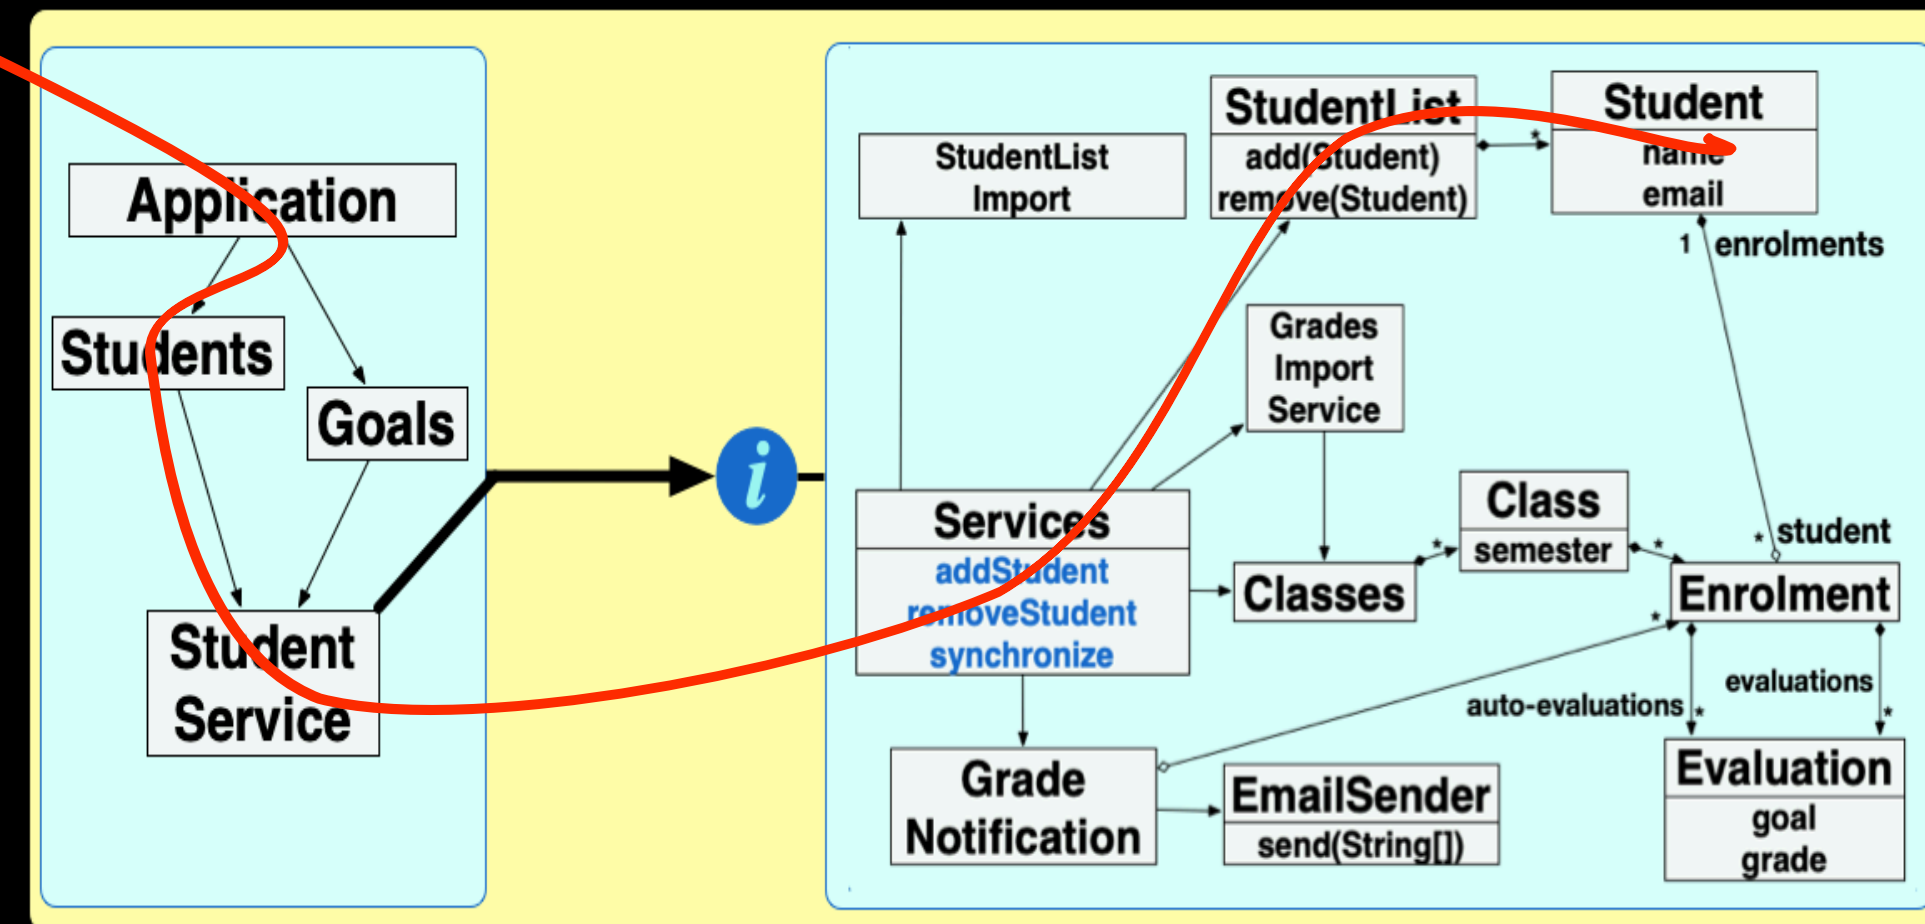 Application
Students
Goals
Student
Service
i
StudentList
Import
StudentList
add(Student)
remove(Student)
*
Student
name
email
1 enrolments
Grades
Import
Service
Services
addStudent
removeStudent
synchronize
Classes
*
Class
semester
*
* student
Enrolment
*
auto-evaluations
*
evaluations
*
Grade
Notification
EmailSender
send(String[])
Evaluation
goal
grade